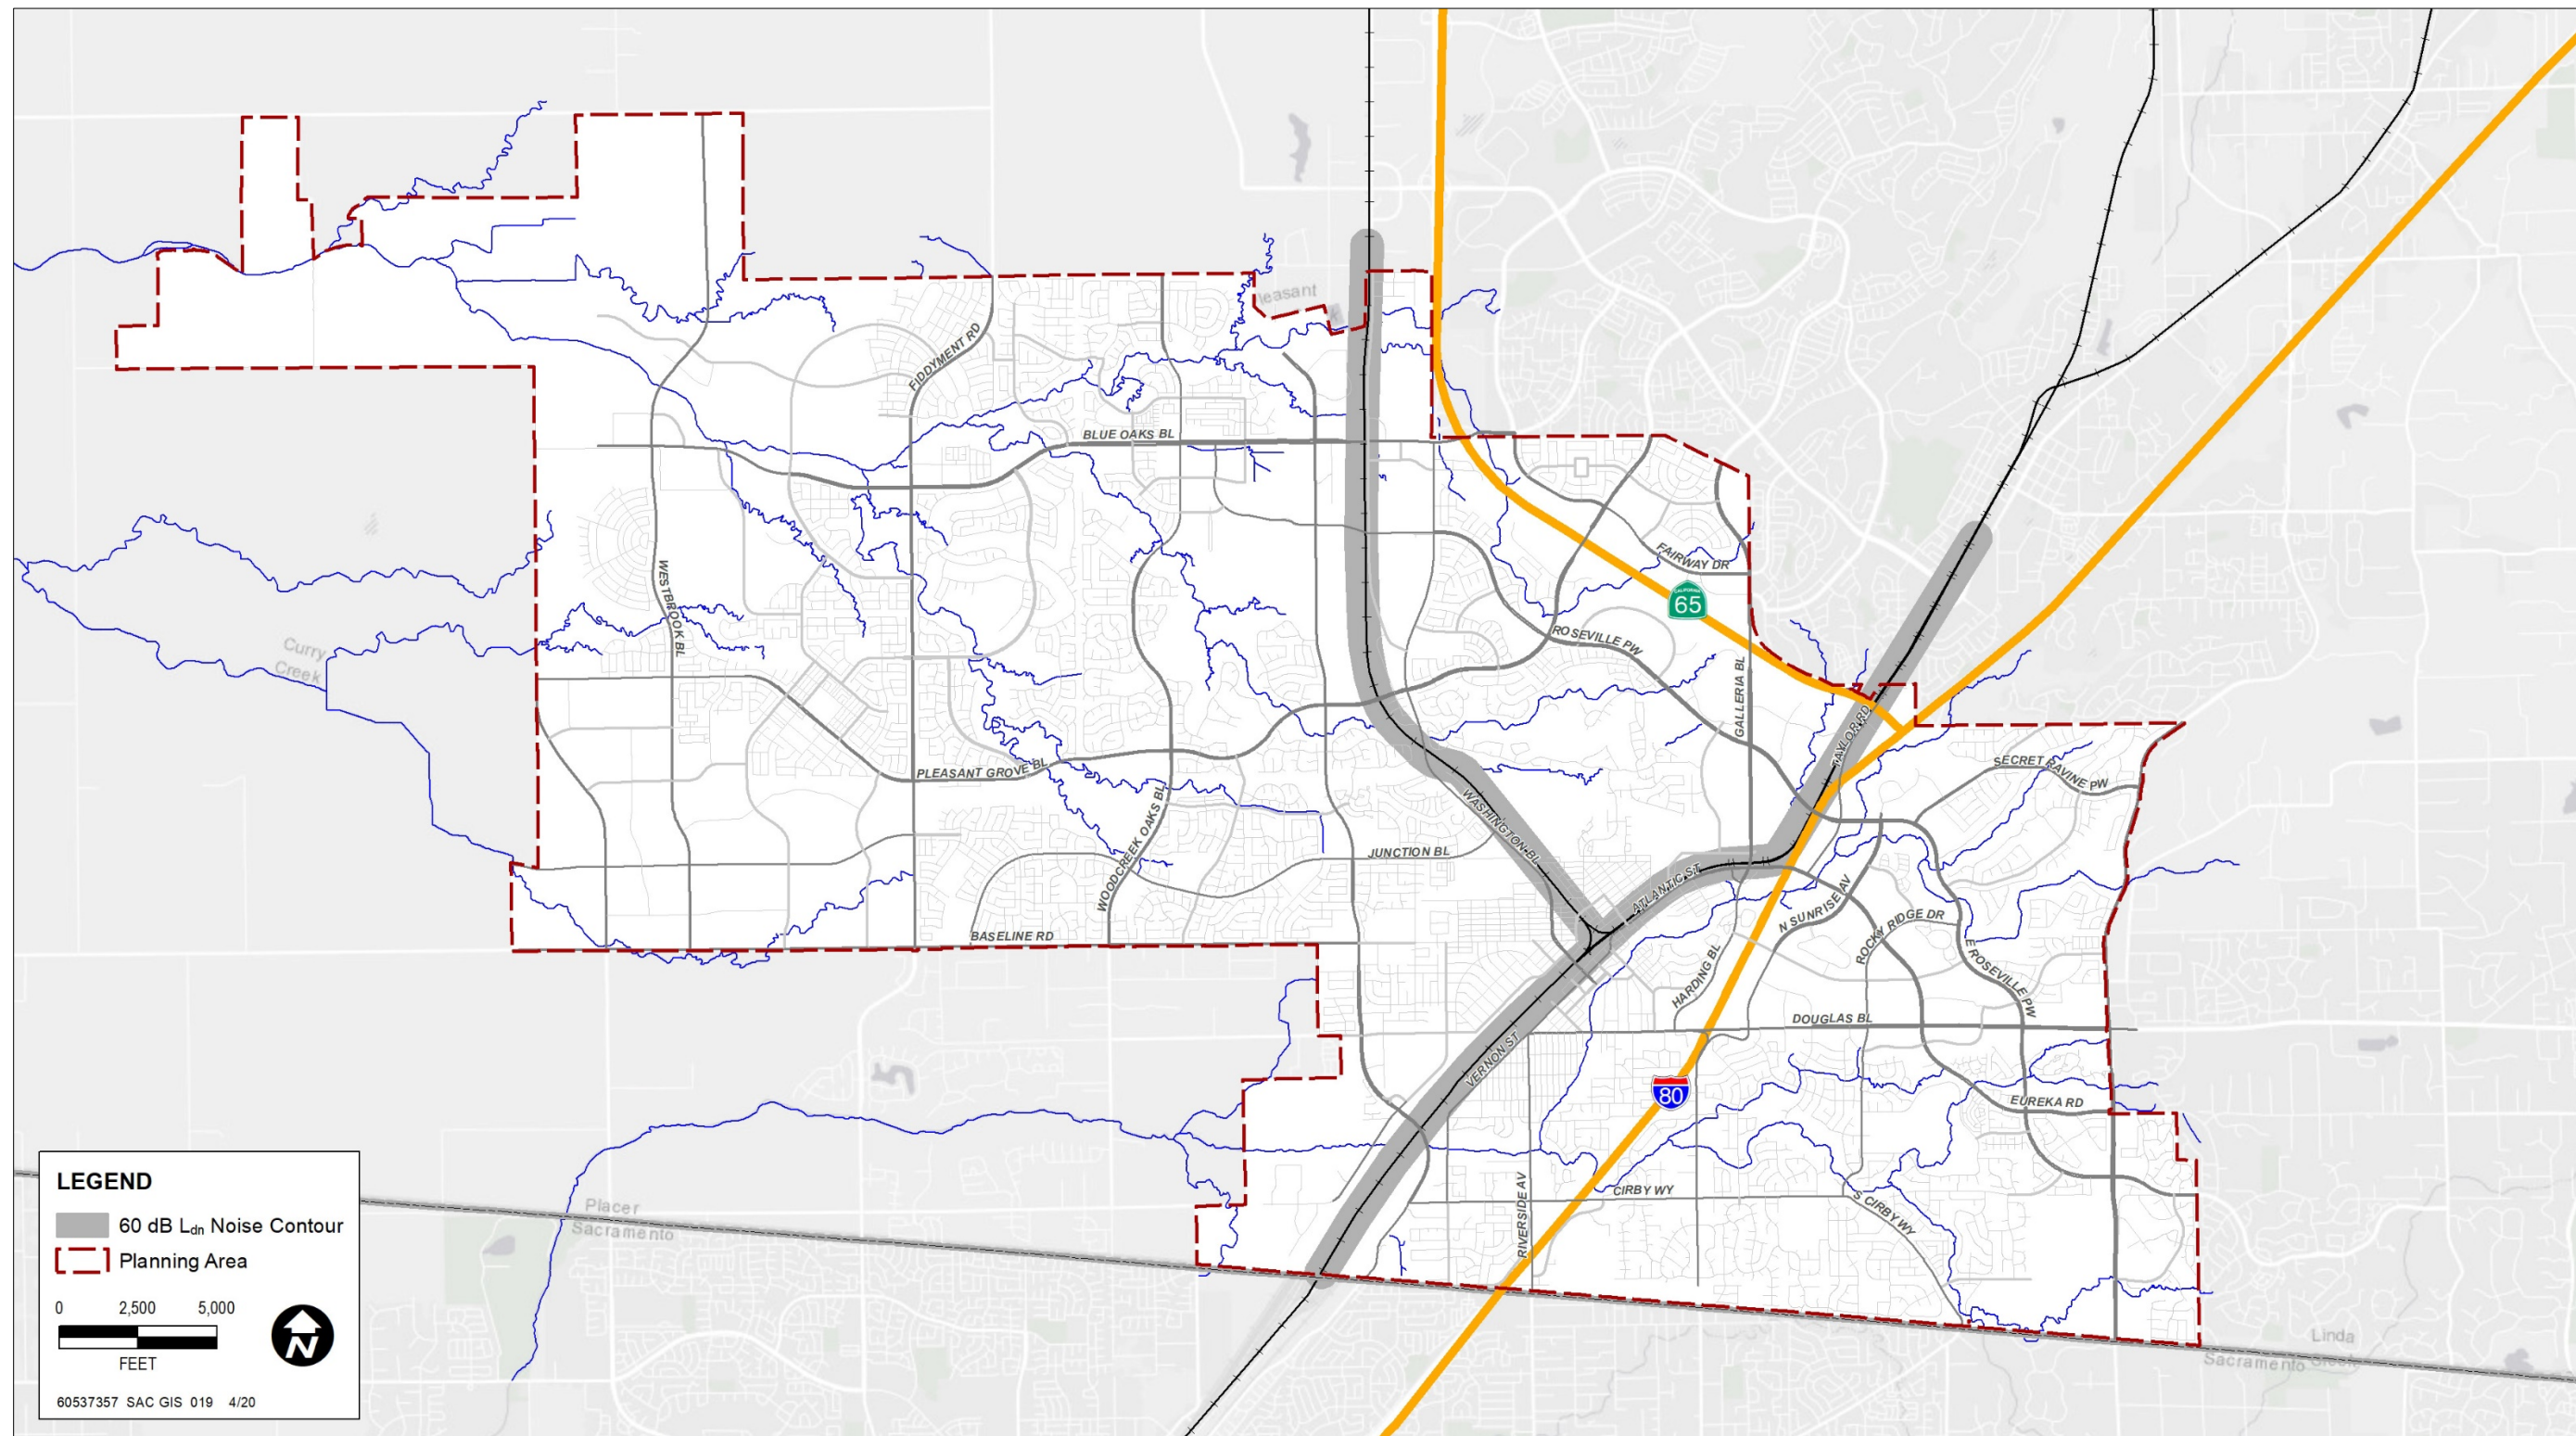 leasant
FIDDYMENT RD
BLUE OAKS BL
FAIRWAY DR
CALIFORNIA
65
WESTBROOK BL
Curry
Creek
ROSEVILLE PW
GALLERIA BL
TAYLOR RD
SECRET RAVINE PW
PLEASANT GROVE BL
WASHINGTON BL
WOODCREEK OAKS BL
JUNCTION BL
ATLANTIC ST
N SUNRISE AV
ROCKY RIDGE DR
BASELINE RD
HARDING BL
E ROSEVILLE PW
DOUGLAS BL
VERNON ST
80
EUREKA RD
CIRBY WY
S CIRBY WY
RIVERSIDE AV
Placer
Sacramento
Linda
Sacramento
LEGEND
60 dB Ldn Noise Contour
Planning Area
0 2,500 5,000
FEET
N
60537357 SAC GIS 019 4/20